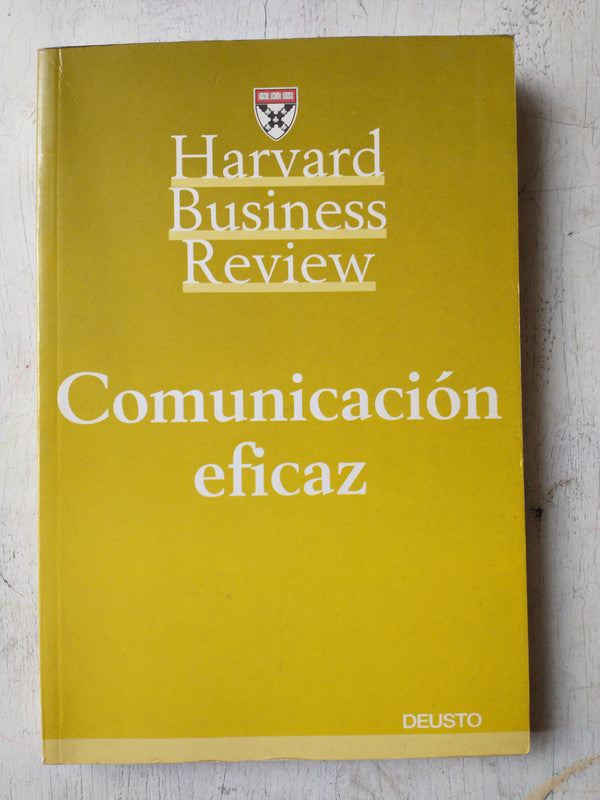 Harvard
Business
Review
Comunicación
eficaz
DEUSTO